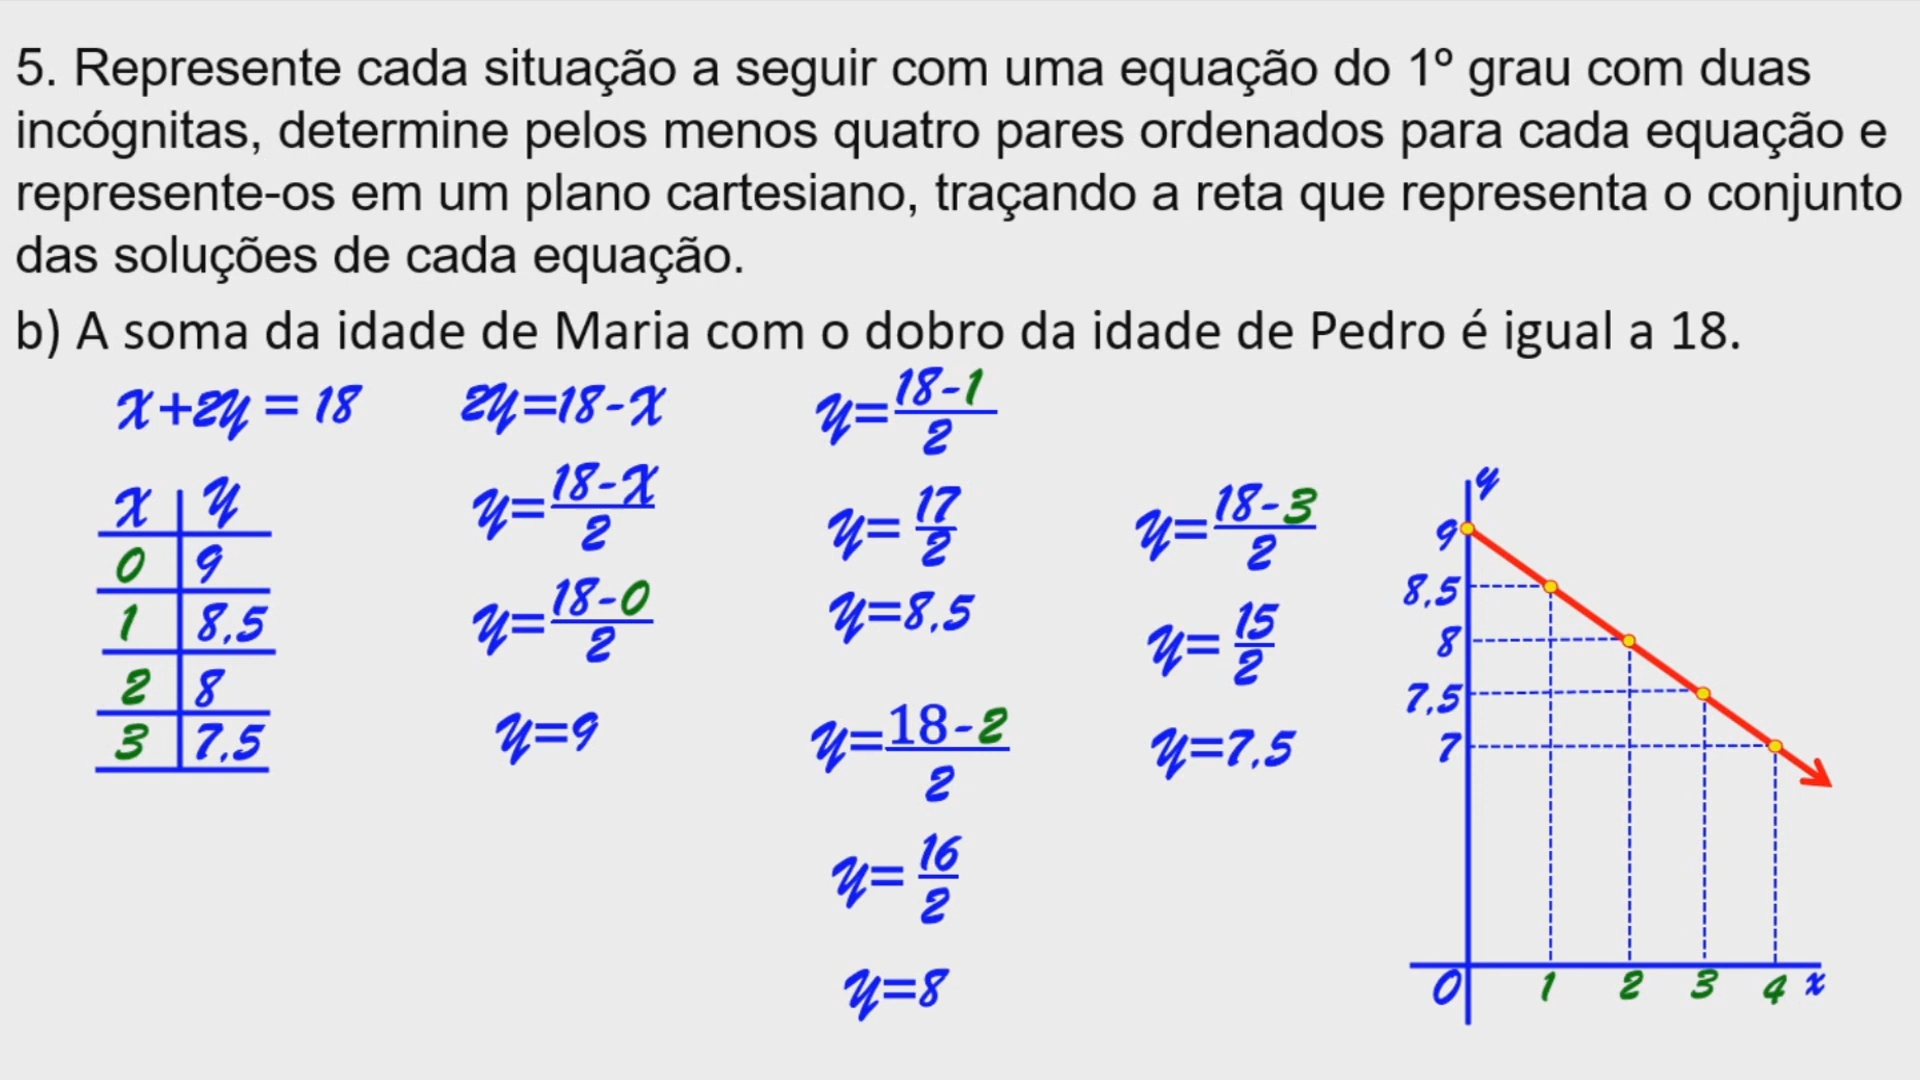 5. Represente cada situação a seguir com uma equação do 1º grau com duas
incógnitas, determine pelos menos quatro pares ordenados para cada equação e
represente-os em um plano cartesiano, traçando a reta que representa o conjunto
das soluções de cada equação.
b) A soma da idade de Maria com o dobro da idade de Pedro é igual a 18.
x+2y = 18
x | y
0 | 9
1 | 8,5
2 | 8
3 | 7,5
2y=18-x
y=(18-x)/2
y=(18-0)/2
y=9
y=(18-1)/2
y=17/2
y=8,5
y=(18-2)/2
y=16/2
y=8
y=(18-3)/2
y=15/2
y=7,5
y
9
8,5
8
7,5
7
0 1 2 3 4 x